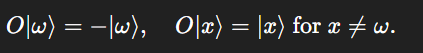 O|ω⟩ = −|ω⟩, O|x⟩ = |x⟩ for x ≠ ω.